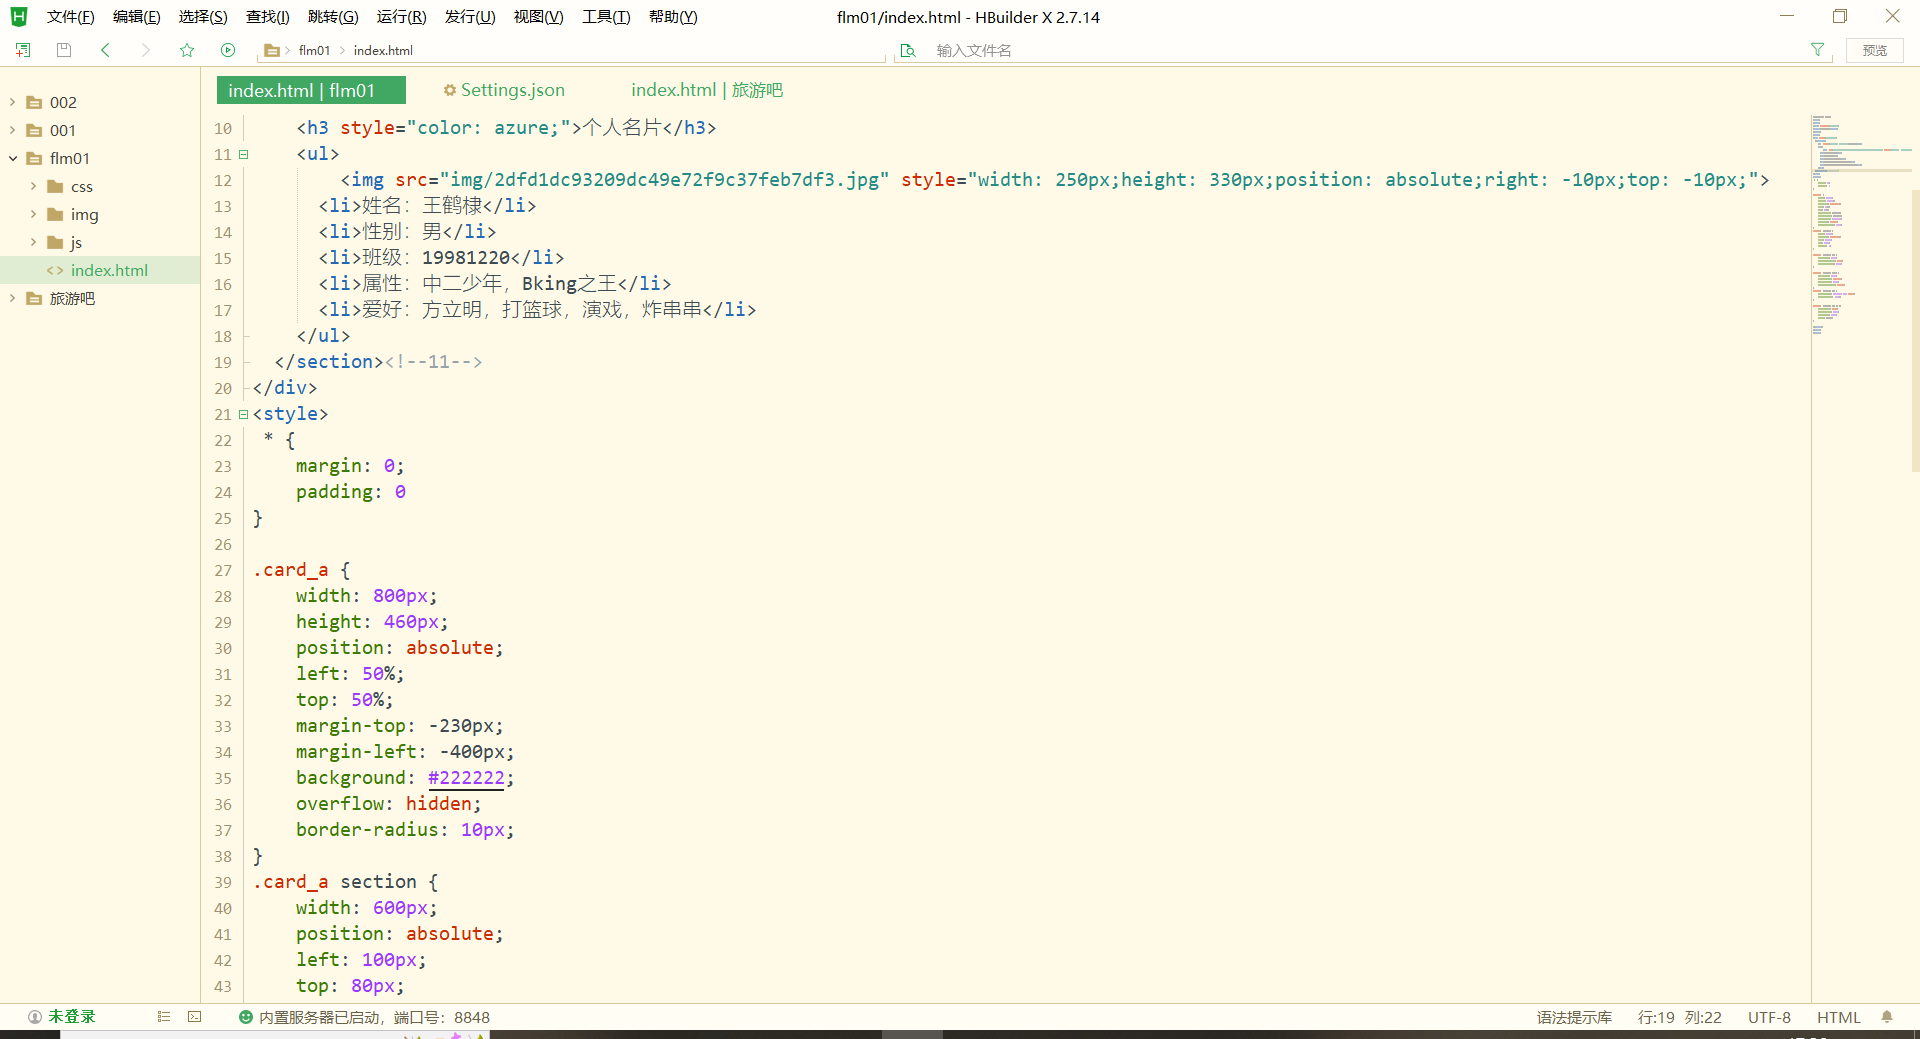 文件(F) 编辑(E) 选择(S) 查找(I) 跳转(G) 运行(R) 发行(U) 视图(V) 工具(T) 帮助(Y) flm01/index.html - HBuilder X 2.7.14
flm01 index.html 输入文件名 预览
002
001
flm01
css
img
js
<> index.html
旅游吧
index.html | flm01 Settings.json index.html | 旅游吧
10 <h3 style="color: azure;">个人名片</h3>
11 <ul>
12 <img src="img/2dfd1dc93209dc49e72f9c37feb7df3.jpg" style="width: 250px;height: 330px;position: absolute;right: -10px;top: -10px;">
13 <li>姓名：王鹤棣</li>
14 <li>性别：男</li>
15 <li>班级：19981220</li>
16 <li>属性：中二少年，Bking之王</li>
17 <li>爱好：方立明，打篮球，演戏，炸串串</li>
18 </ul>
19 </section><!--11-->
20 </div>
21 <style>
22 * {
23 margin: 0;
24 padding: 0
25 }
26
27 .card_a {
28 width: 800px;
29 height: 460px;
30 position: absolute;
31 left: 50%;
32 top: 50%;
33 margin-top: -230px;
34 margin-left: -400px;
35 background: #222222;
36 overflow: hidden;
37 border-radius: 10px;
38 }
39 .card_a section {
40 width: 600px;
41 position: absolute;
42 left: 100px;
43 top: 80px;
未登录 内置服务器已启动，端口号：8848 语法提示库 行:19 列:22 UTF-8 HTML